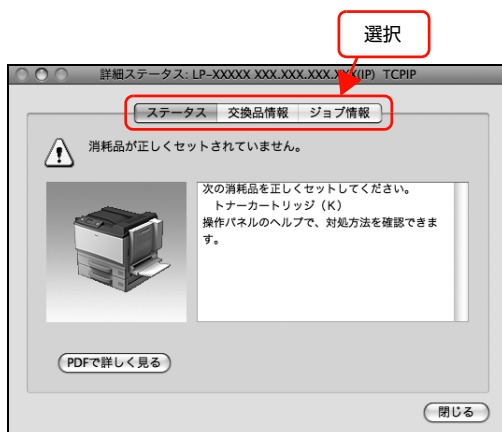 選択
詳細ステータス: LP-XXXXX XXX.XXX.XXX.XXX(IP) TCPIP
ステータス 交換品情報 ジョブ情報
消耗品が正しくセットされていません。
次の消耗品を正しくセットしてください。
トナーカートリッジ（K）
操作パネルのヘルプで、対処方法を確認できま
す。
PDFで詳しく見る
閉じる